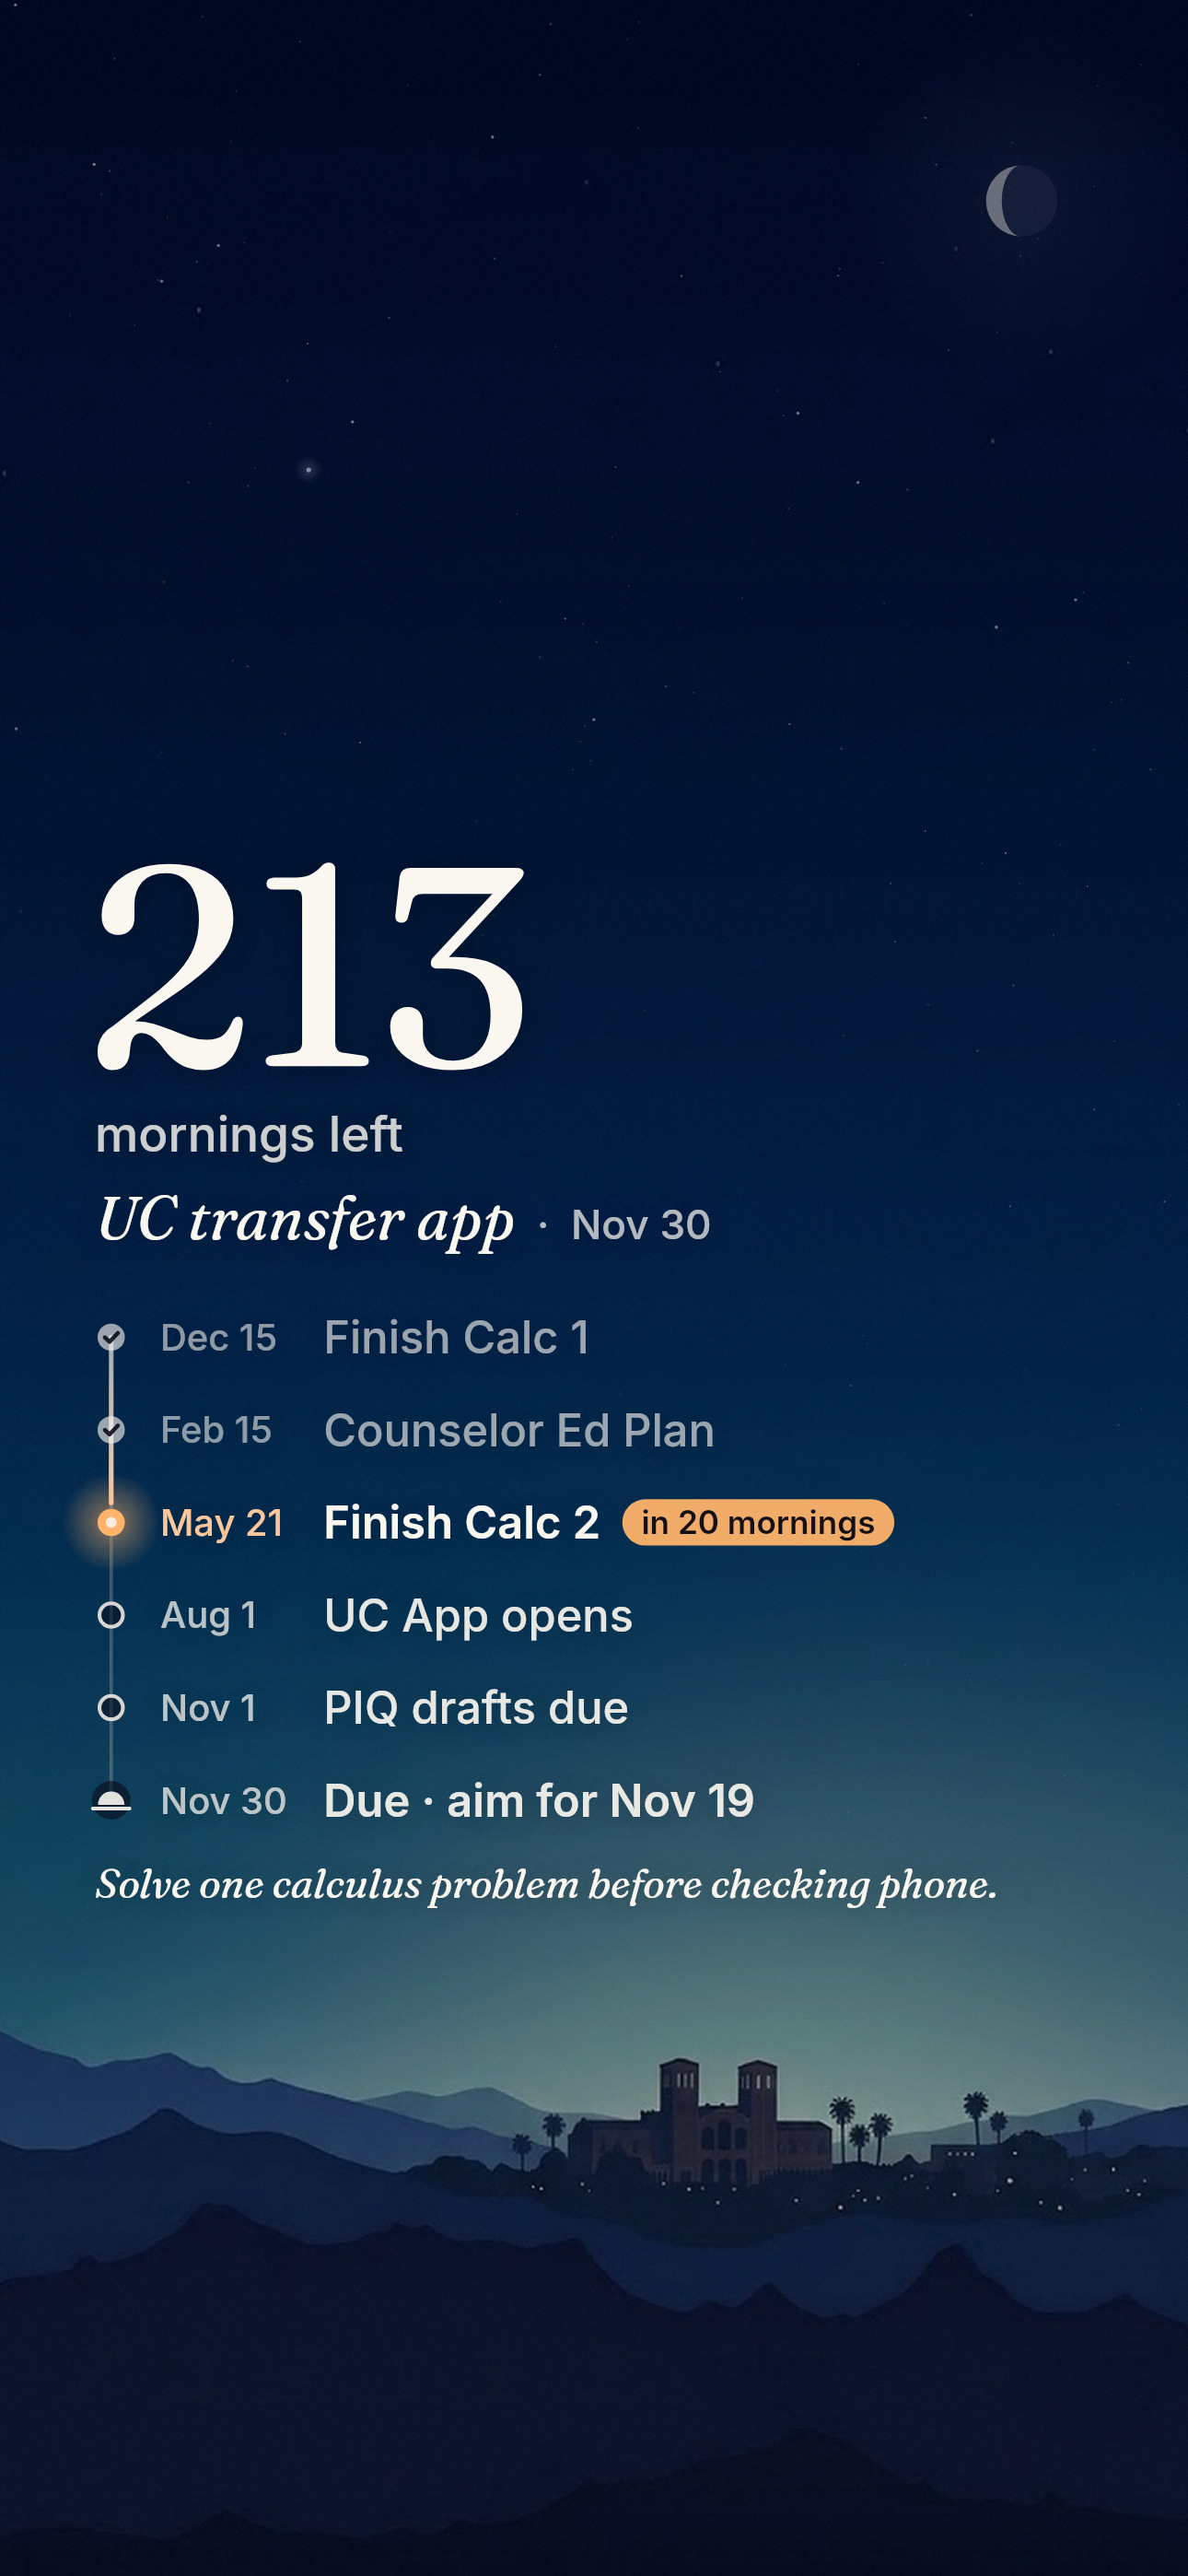 213
mornings left
UC transfer app · Nov 30
Dec 15 Finish Calc 1
Feb 15 Counselor Ed Plan
May 21 Finish Calc 2 in 20 mornings
Aug 1 UC App opens
Nov 1 PIQ drafts due
Nov 30 Due · aim for Nov 19
Solve one calculus problem before checking phone.